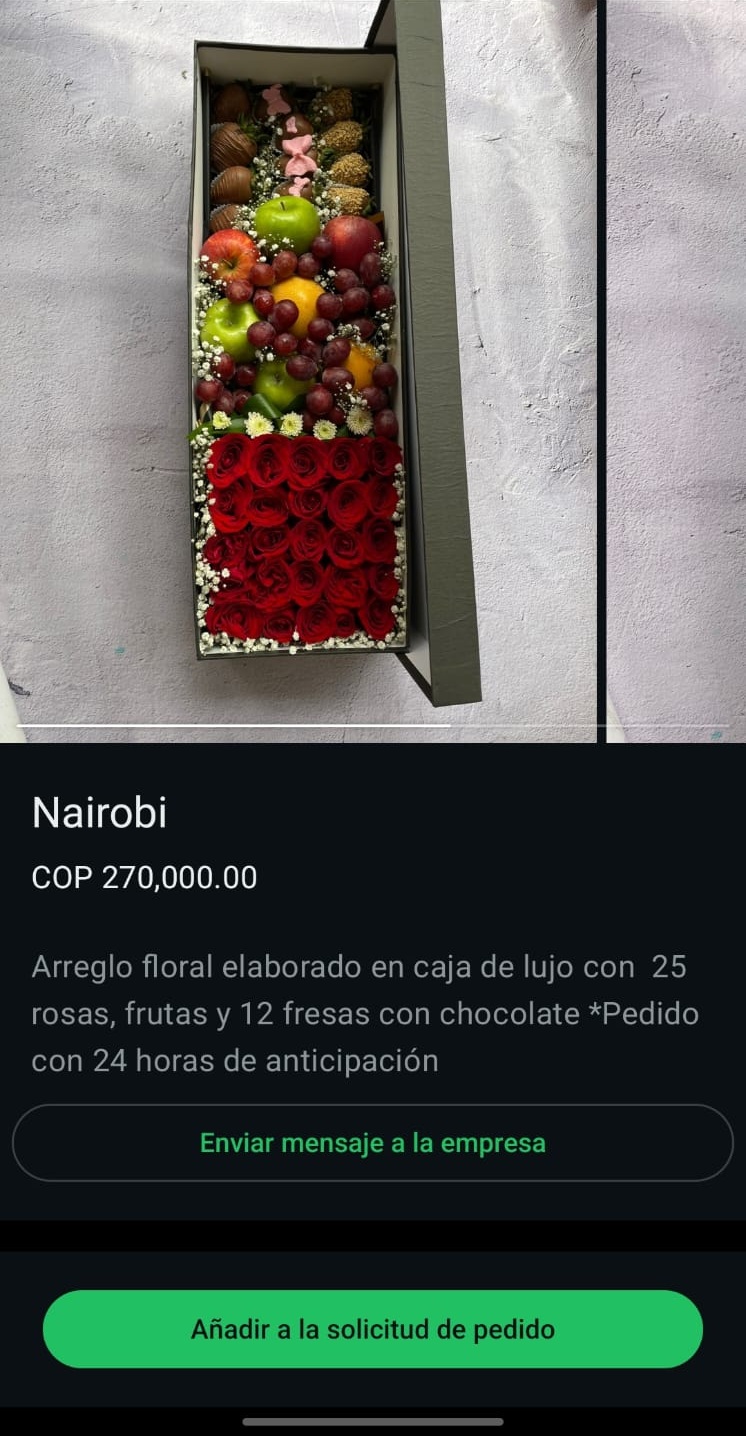 Nairobi
COP 270,000.00
Arreglo floral elaborado en caja de lujo con  25
rosas, frutas y 12 fresas con chocolate *Pedido
con 24 horas de anticipación
Enviar mensaje a la empresa
Añadir a la solicitud de pedido